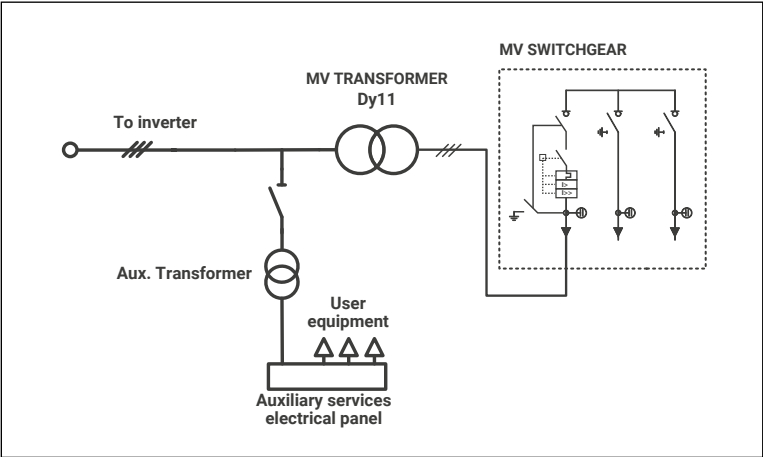 MV SWITCHGEAR
MV TRANSFORMER
Dy11
To inverter
I>
I>>
Aux. Transformer
User
equipment
Auxiliary services
electrical panel